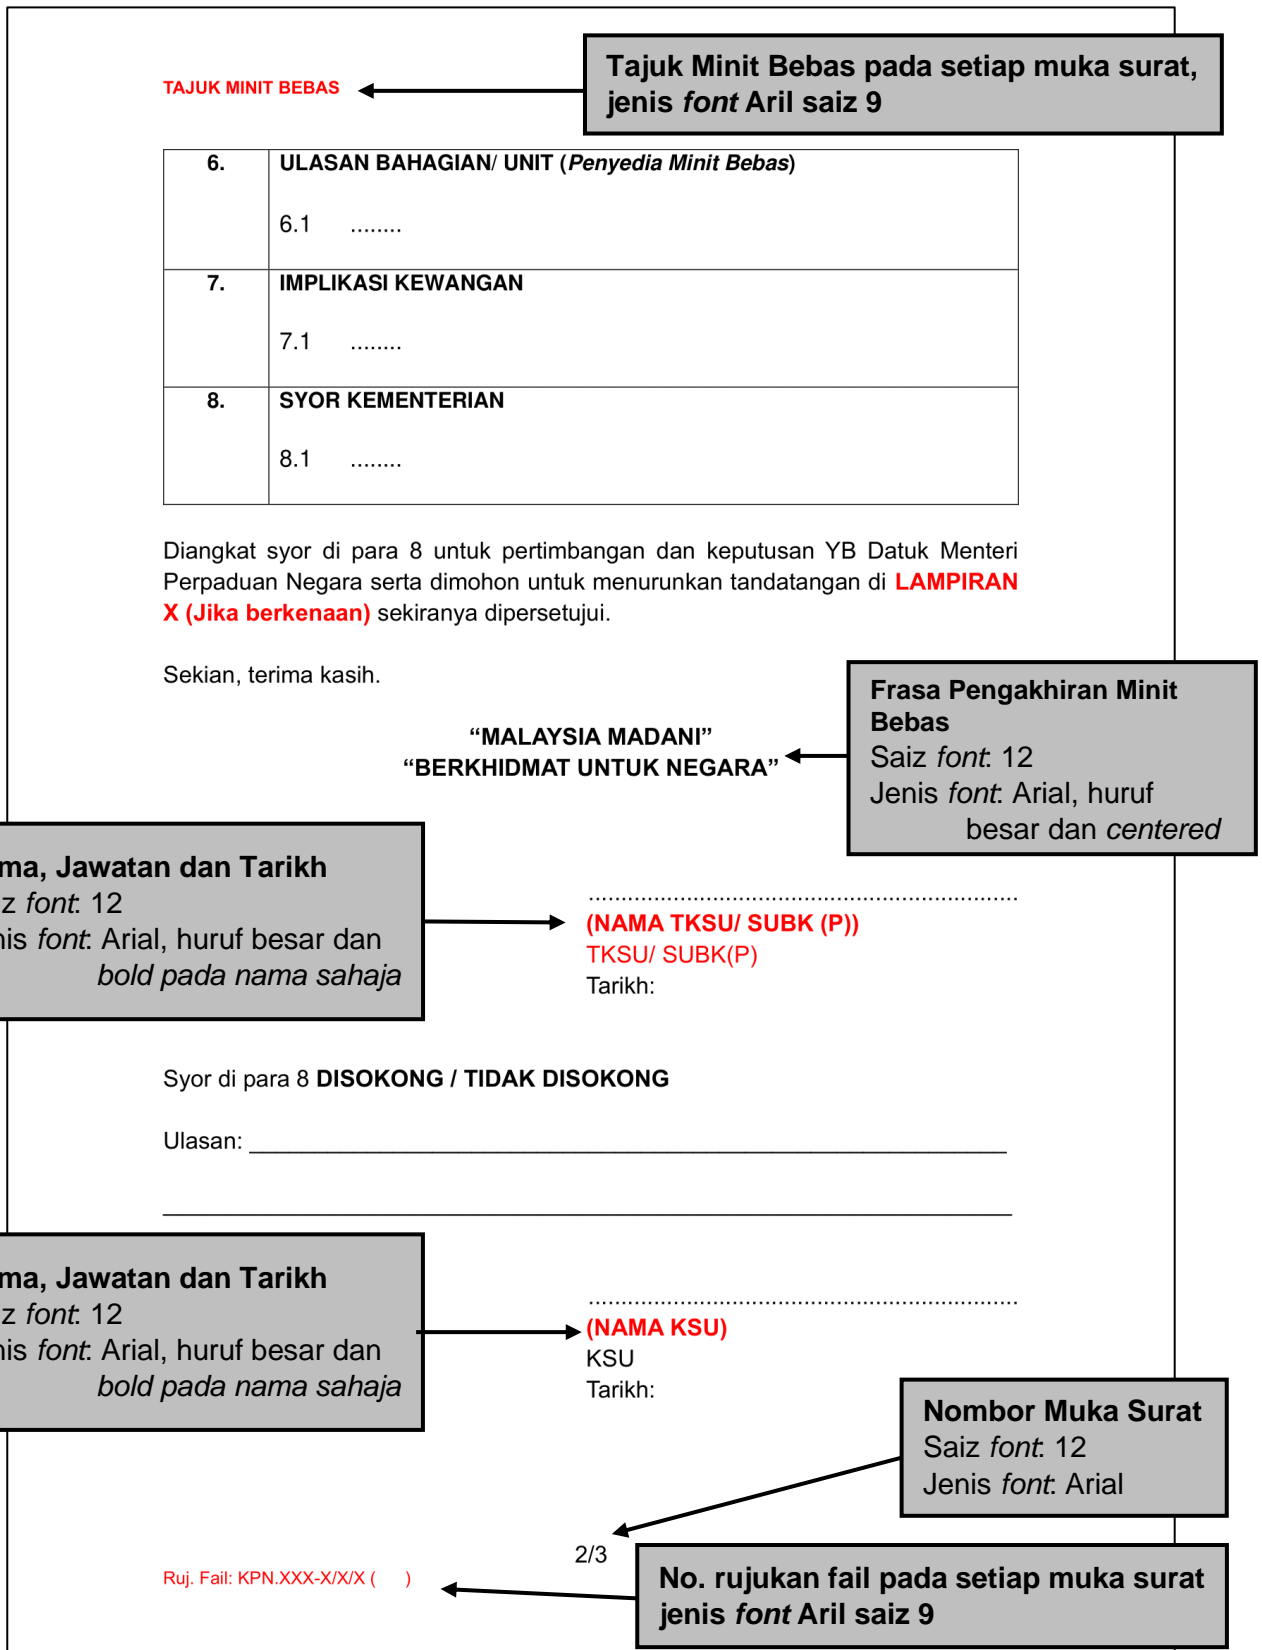 TAJUK MINIT BEBAS
Tajuk Minit Bebas pada setiap muka surat,
jenis font Aril saiz 9
6. ULASAN BAHAGIAN/ UNIT (Penyedia Minit Bebas)
6.1 ........
7. IMPLIKASI KEWANGAN
7.1 ........
8. SYOR KEMENTERIAN
8.1 ........
Diangkat syor di para 8 untuk pertimbangan dan keputusan YB Datuk Menteri
Perpaduan Negara serta dimohon untuk menurunkan tandatangan di LAMPIRAN
X (Jika berkenaan) sekiranya dipersetujui.
Sekian, terima kasih.
“MALAYSIA MADANI”
“BERKHIDMAT UNTUK NEGARA”
Frasa Pengakhiran Minit
Bebas
Saiz font: 12
Jenis font: Arial, huruf
besar dan centered
ma, Jawatan dan Tarikh
z font: 12
nis font: Arial, huruf besar dan
bold pada nama sahaja
..................................................................
(NAMA TKSU/ SUBK (P))
TKSU/ SUBK(P)
Tarikh:
Syor di para 8 DISOKONG / TIDAK DISOKONG
Ulasan: ______________________________________________________________
ma, Jawatan dan Tarikh
z font: 12
nis font: Arial, huruf besar dan
bold pada nama sahaja
..................................................................
(NAMA KSU)
KSU
Tarikh:
Nombor Muka Surat
Saiz font: 12
Jenis font: Arial
2/3
Ruj. Fail: KPN.XXX-X/X/X ( )
No. rujukan fail pada setiap muka surat
jenis font Aril saiz 9